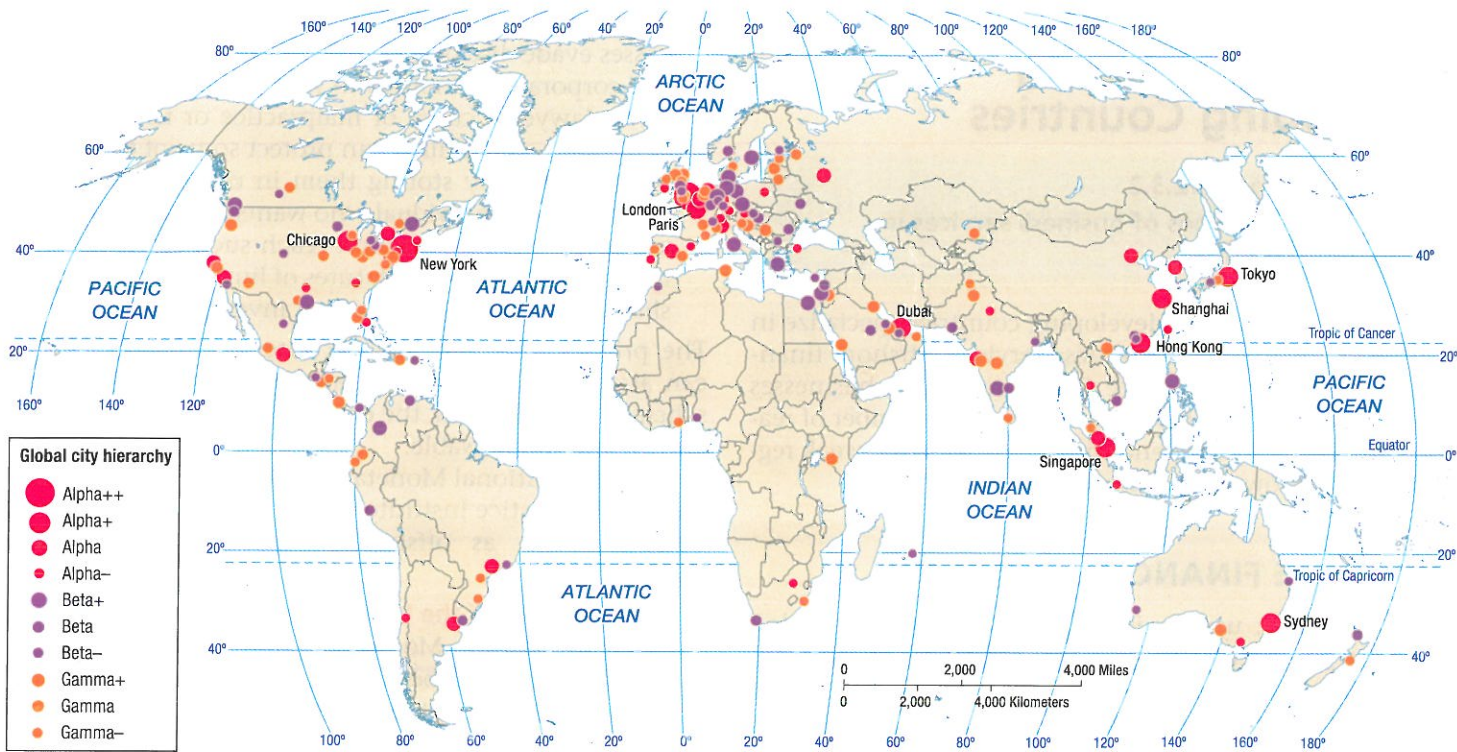 160° 140° 120° 100° 80° 60° 40° 20° 0° 20° 40° 60° 80° 100° 120° 140° 160° 180°
80° 80°
ARCTIC
OCEAN
60° 60°
London
Paris
Chicago
New York
40° 40°
Tokyo
PACIFIC
OCEAN
ATLANTIC
OCEAN
Dubai
Shanghai
Tropic of Cancer
Hong Kong
20° 20°
PACIFIC
OCEAN
160° 140° 120°
Equator
0° 0°
Singapore
INDIAN
OCEAN
20° 20°
Tropic of Capricorn
ATLANTIC
OCEAN
Sydney
40° 40°
0 2,000 4,000 Miles
0 2,000 4,000 Kilometers
100° 80° 60° 40° 20° 0° 20° 40° 60° 80° 100° 120° 140° 160° 180°
Global city hierarchy
Alpha++
Alpha+
Alpha
Alpha–
Beta+
Beta
Beta–
Gamma+
Gamma
Gamma–